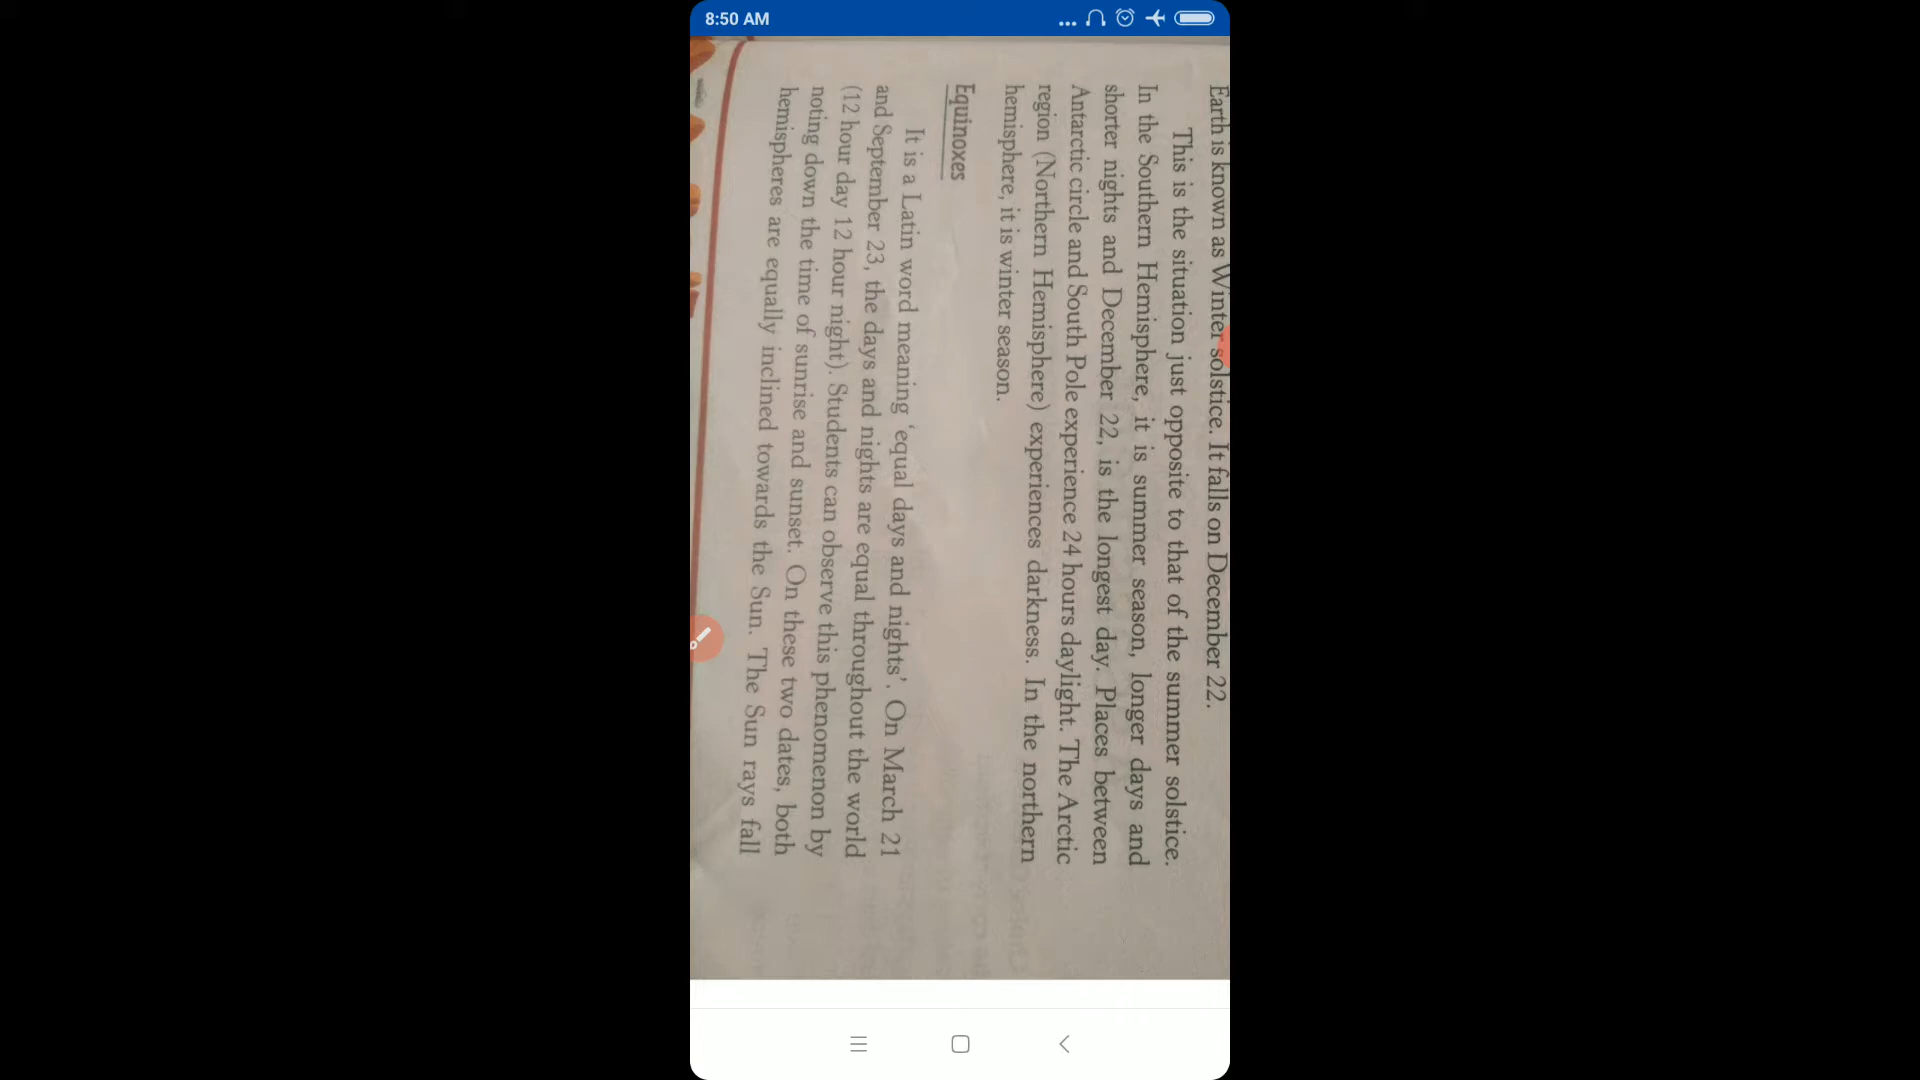 8:50 AM
Earth is known as Winter solstice. It falls on December 22.
This is the situation just opposite to that of the summer solstice.
In the Southern Hemisphere, it is summer season, longer days and
shorter nights and December 22, is the longest day. Places between
Antarctic circle and South Pole experience 24 hours daylight. The Arctic
region (Northern Hemisphere) experiences darkness. In the northern
hemisphere, it is winter season.
Equinoxes
It is a Latin word meaning 'equal days and nights'. On March 21
and September 23, the days and nights are equal throughout the world
(12 hour day 12 hour night). Students can observe this phenomenon by
noting down the time of sunrise and sunset. On these two dates, both
hemispheres are equally inclined towards the Sun. The Sun rays fall